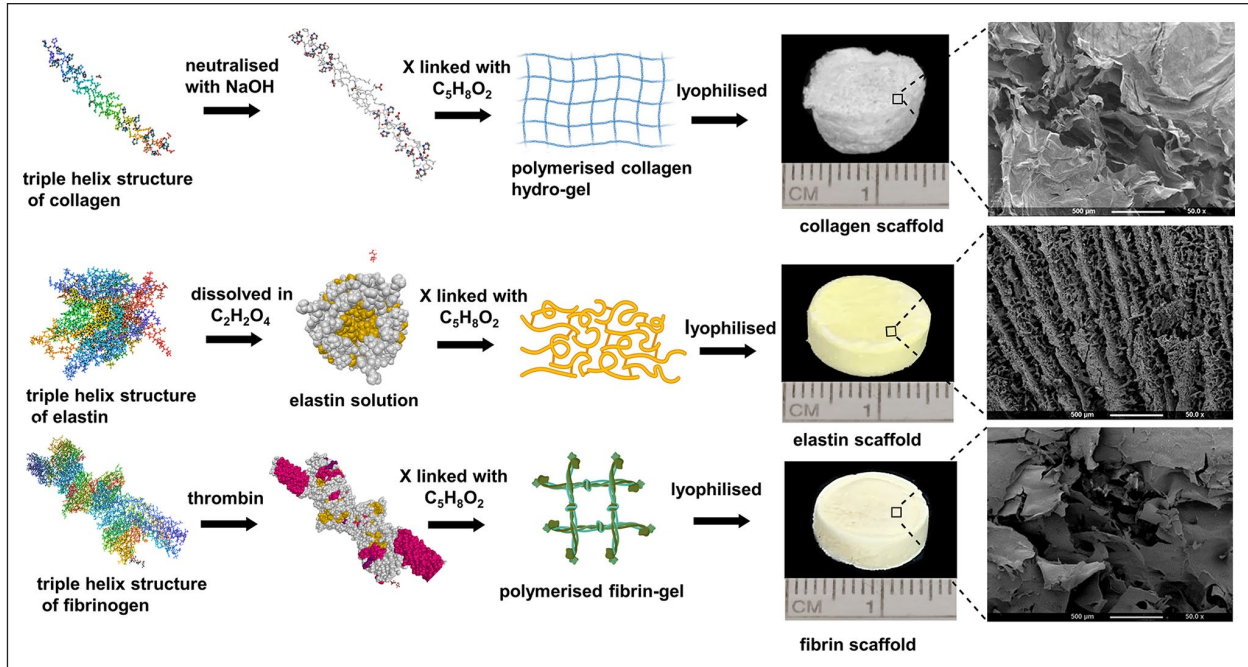 neutralised
with NaOH
X linked with
C₅H₈O₂
lyophilised
triple helix structure
of collagen
polymerised collagen
hydro-gel
CM 1
collagen scaffold
500 µm 50.0 x
dissolved in
C₂H₂O₄
X linked with
C₅H₈O₂
lyophilised
triple helix structure
of elastin
elastin solution
CM 1
elastin scaffold
500 µm 50.0 x
thrombin
X linked with
C₅H₈O₂
lyophilised
triple helix structure
of fibrinogen
polymerised fibrin-gel
CM 1
fibrin scaffold
500 µm 50.0 x